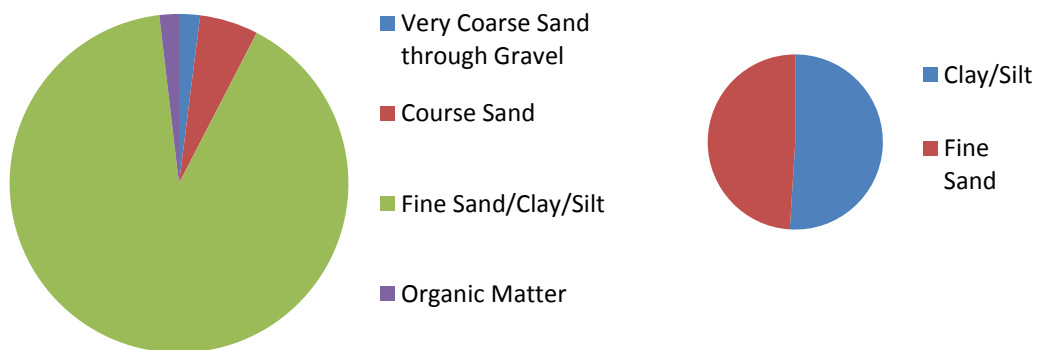 Very Coarse Sand
through Gravel
Course Sand
Fine Sand/Clay/Silt
Organic Matter
Clay/Silt
Fine
Sand